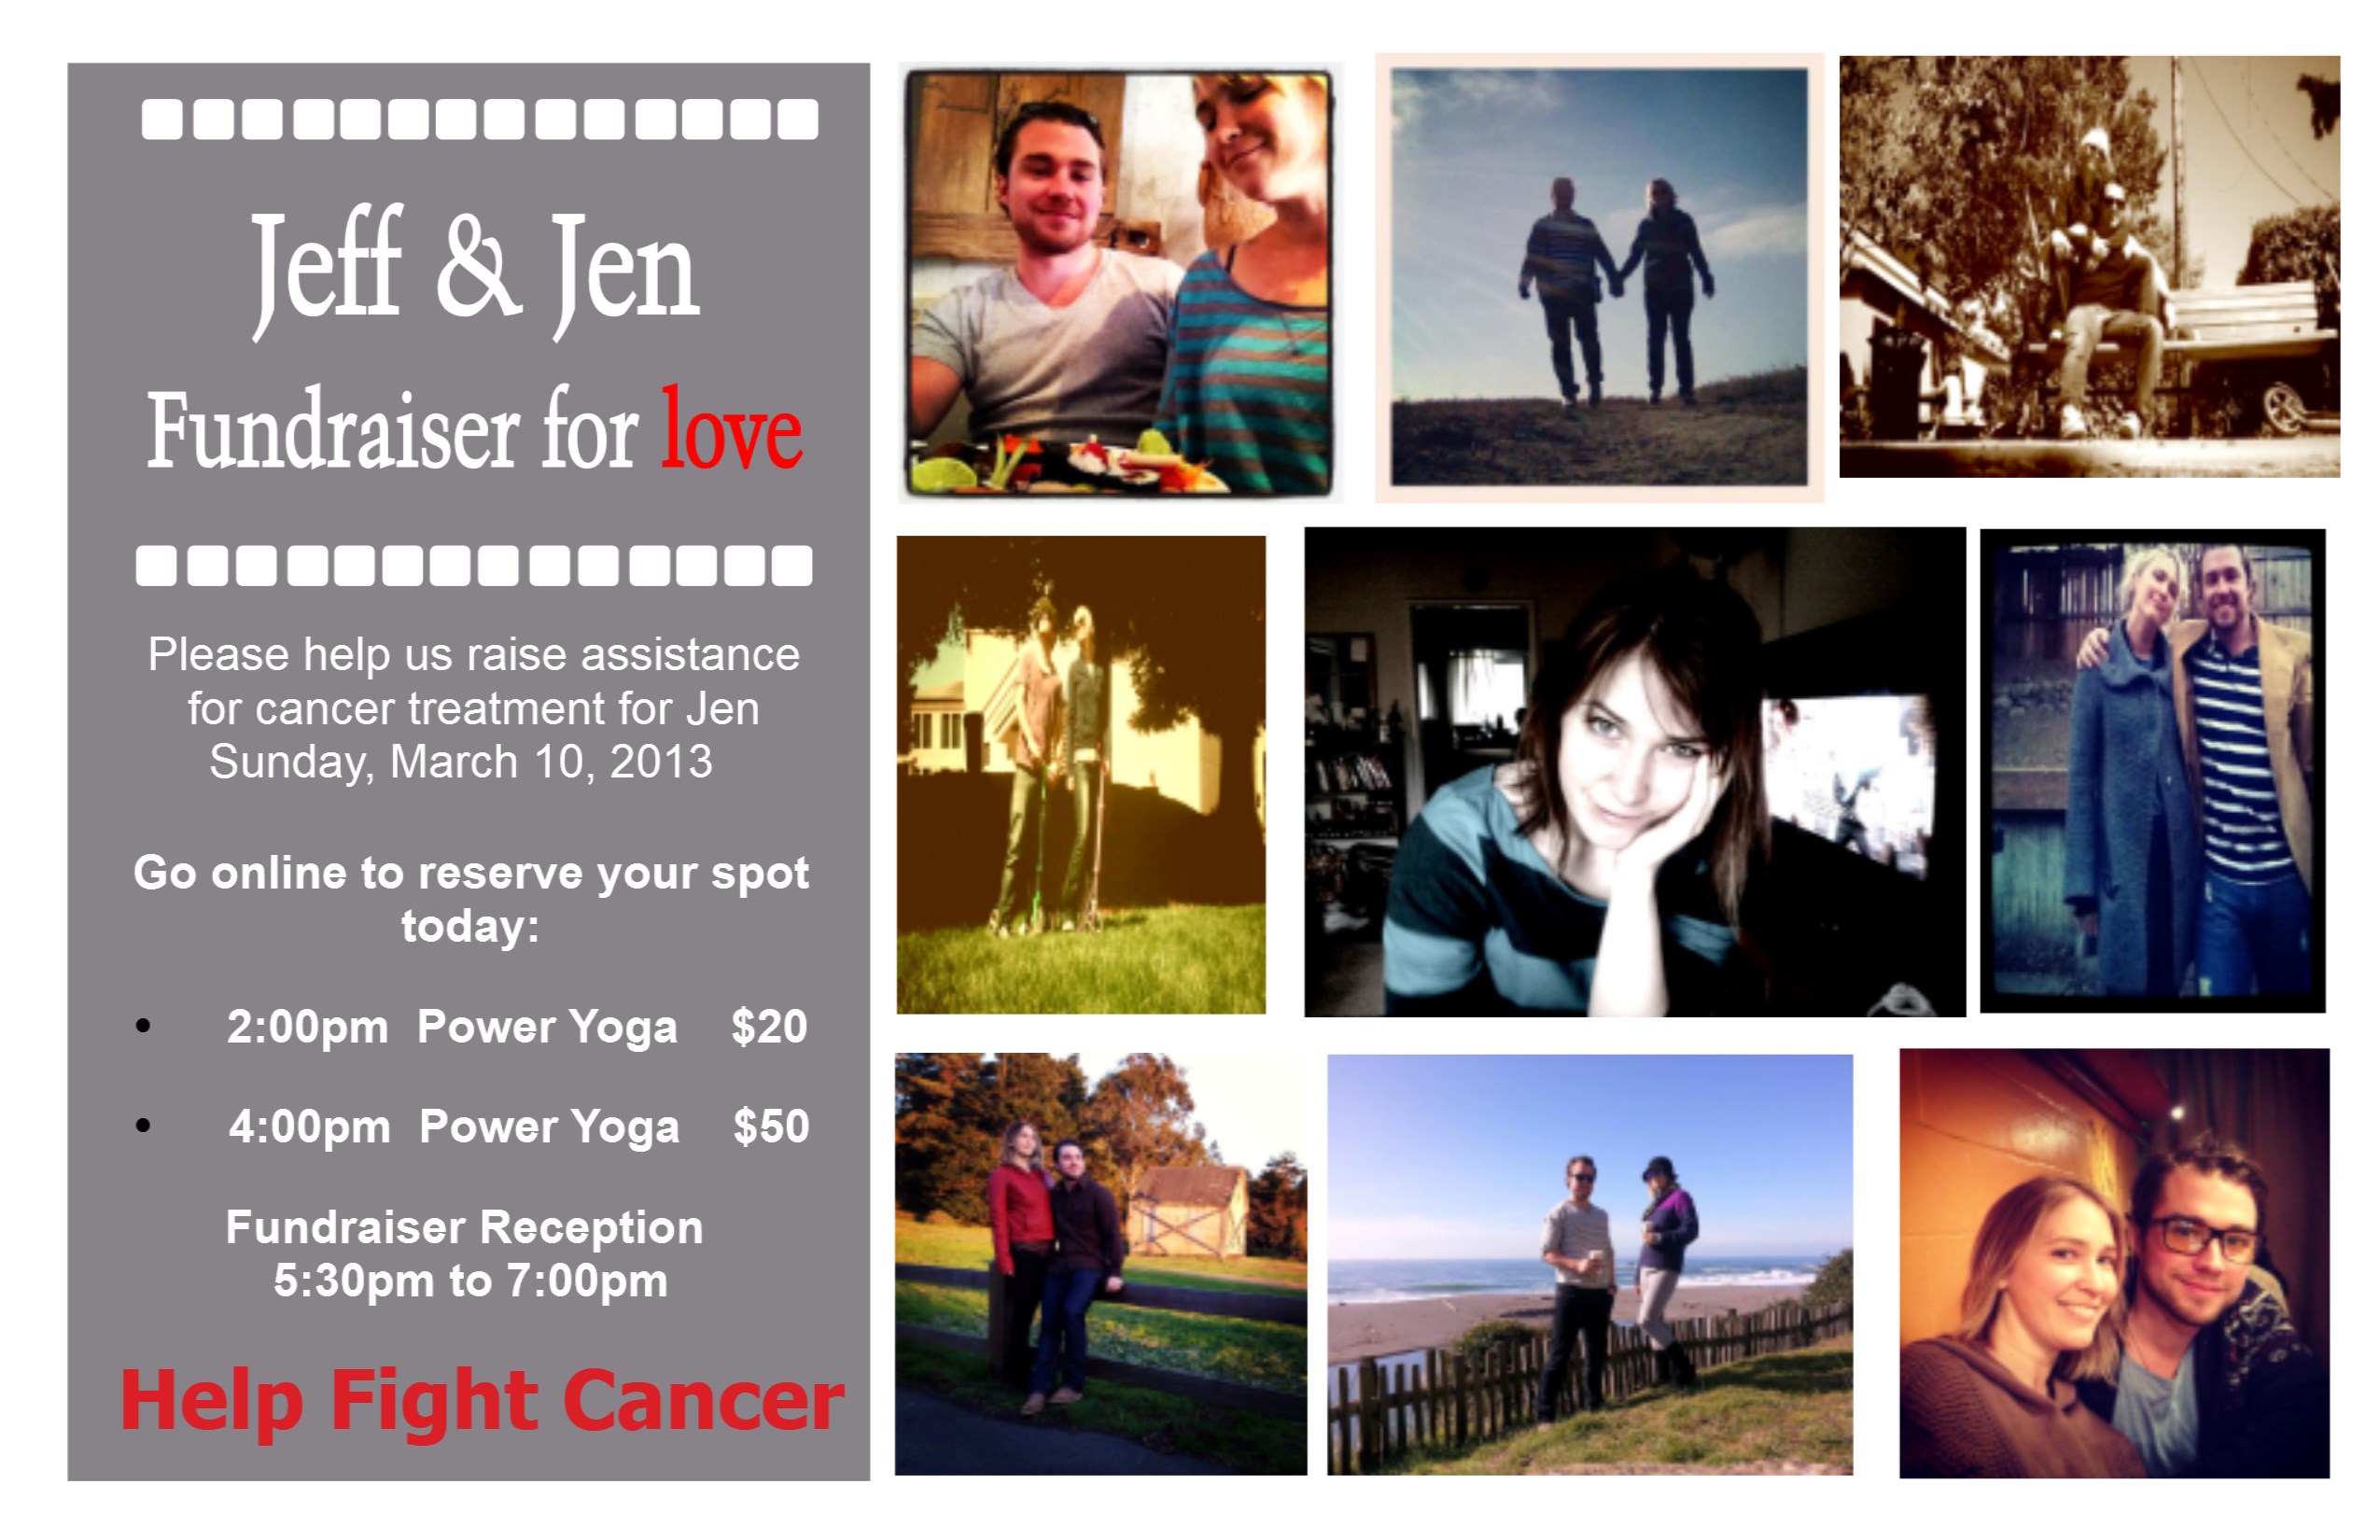 Jeff & Jen
Fundraiser for love
Please help us raise assistance
for cancer treatment for Jen
Sunday, March 10, 2013
Go online to reserve your spot
today:
• 2:00pm Power Yoga $20
• 4:00pm Power Yoga $50
Fundraiser Reception
5:30pm to 7:00pm
Help Fight Cancer